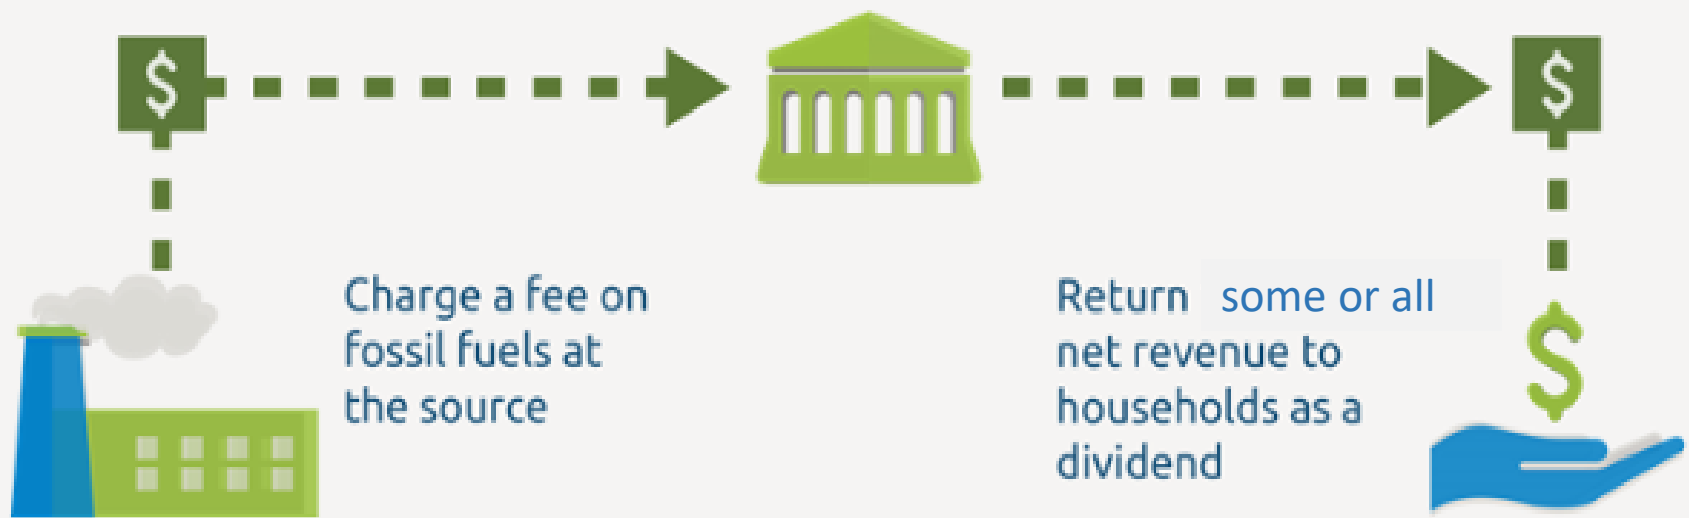 $
$
Charge a fee on
fossil fuels at
the source
Return some or all
net revenue to
households as a
dividend
$